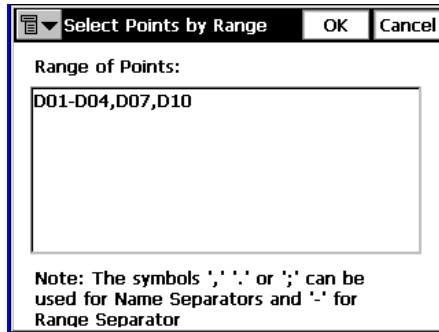 Select Points by Range OK Cancel
Range of Points:
D01-D04,D07,D10
Note: The symbols ',' '.' or ';' can be
used for Name Separators and '-' for
Range Separator